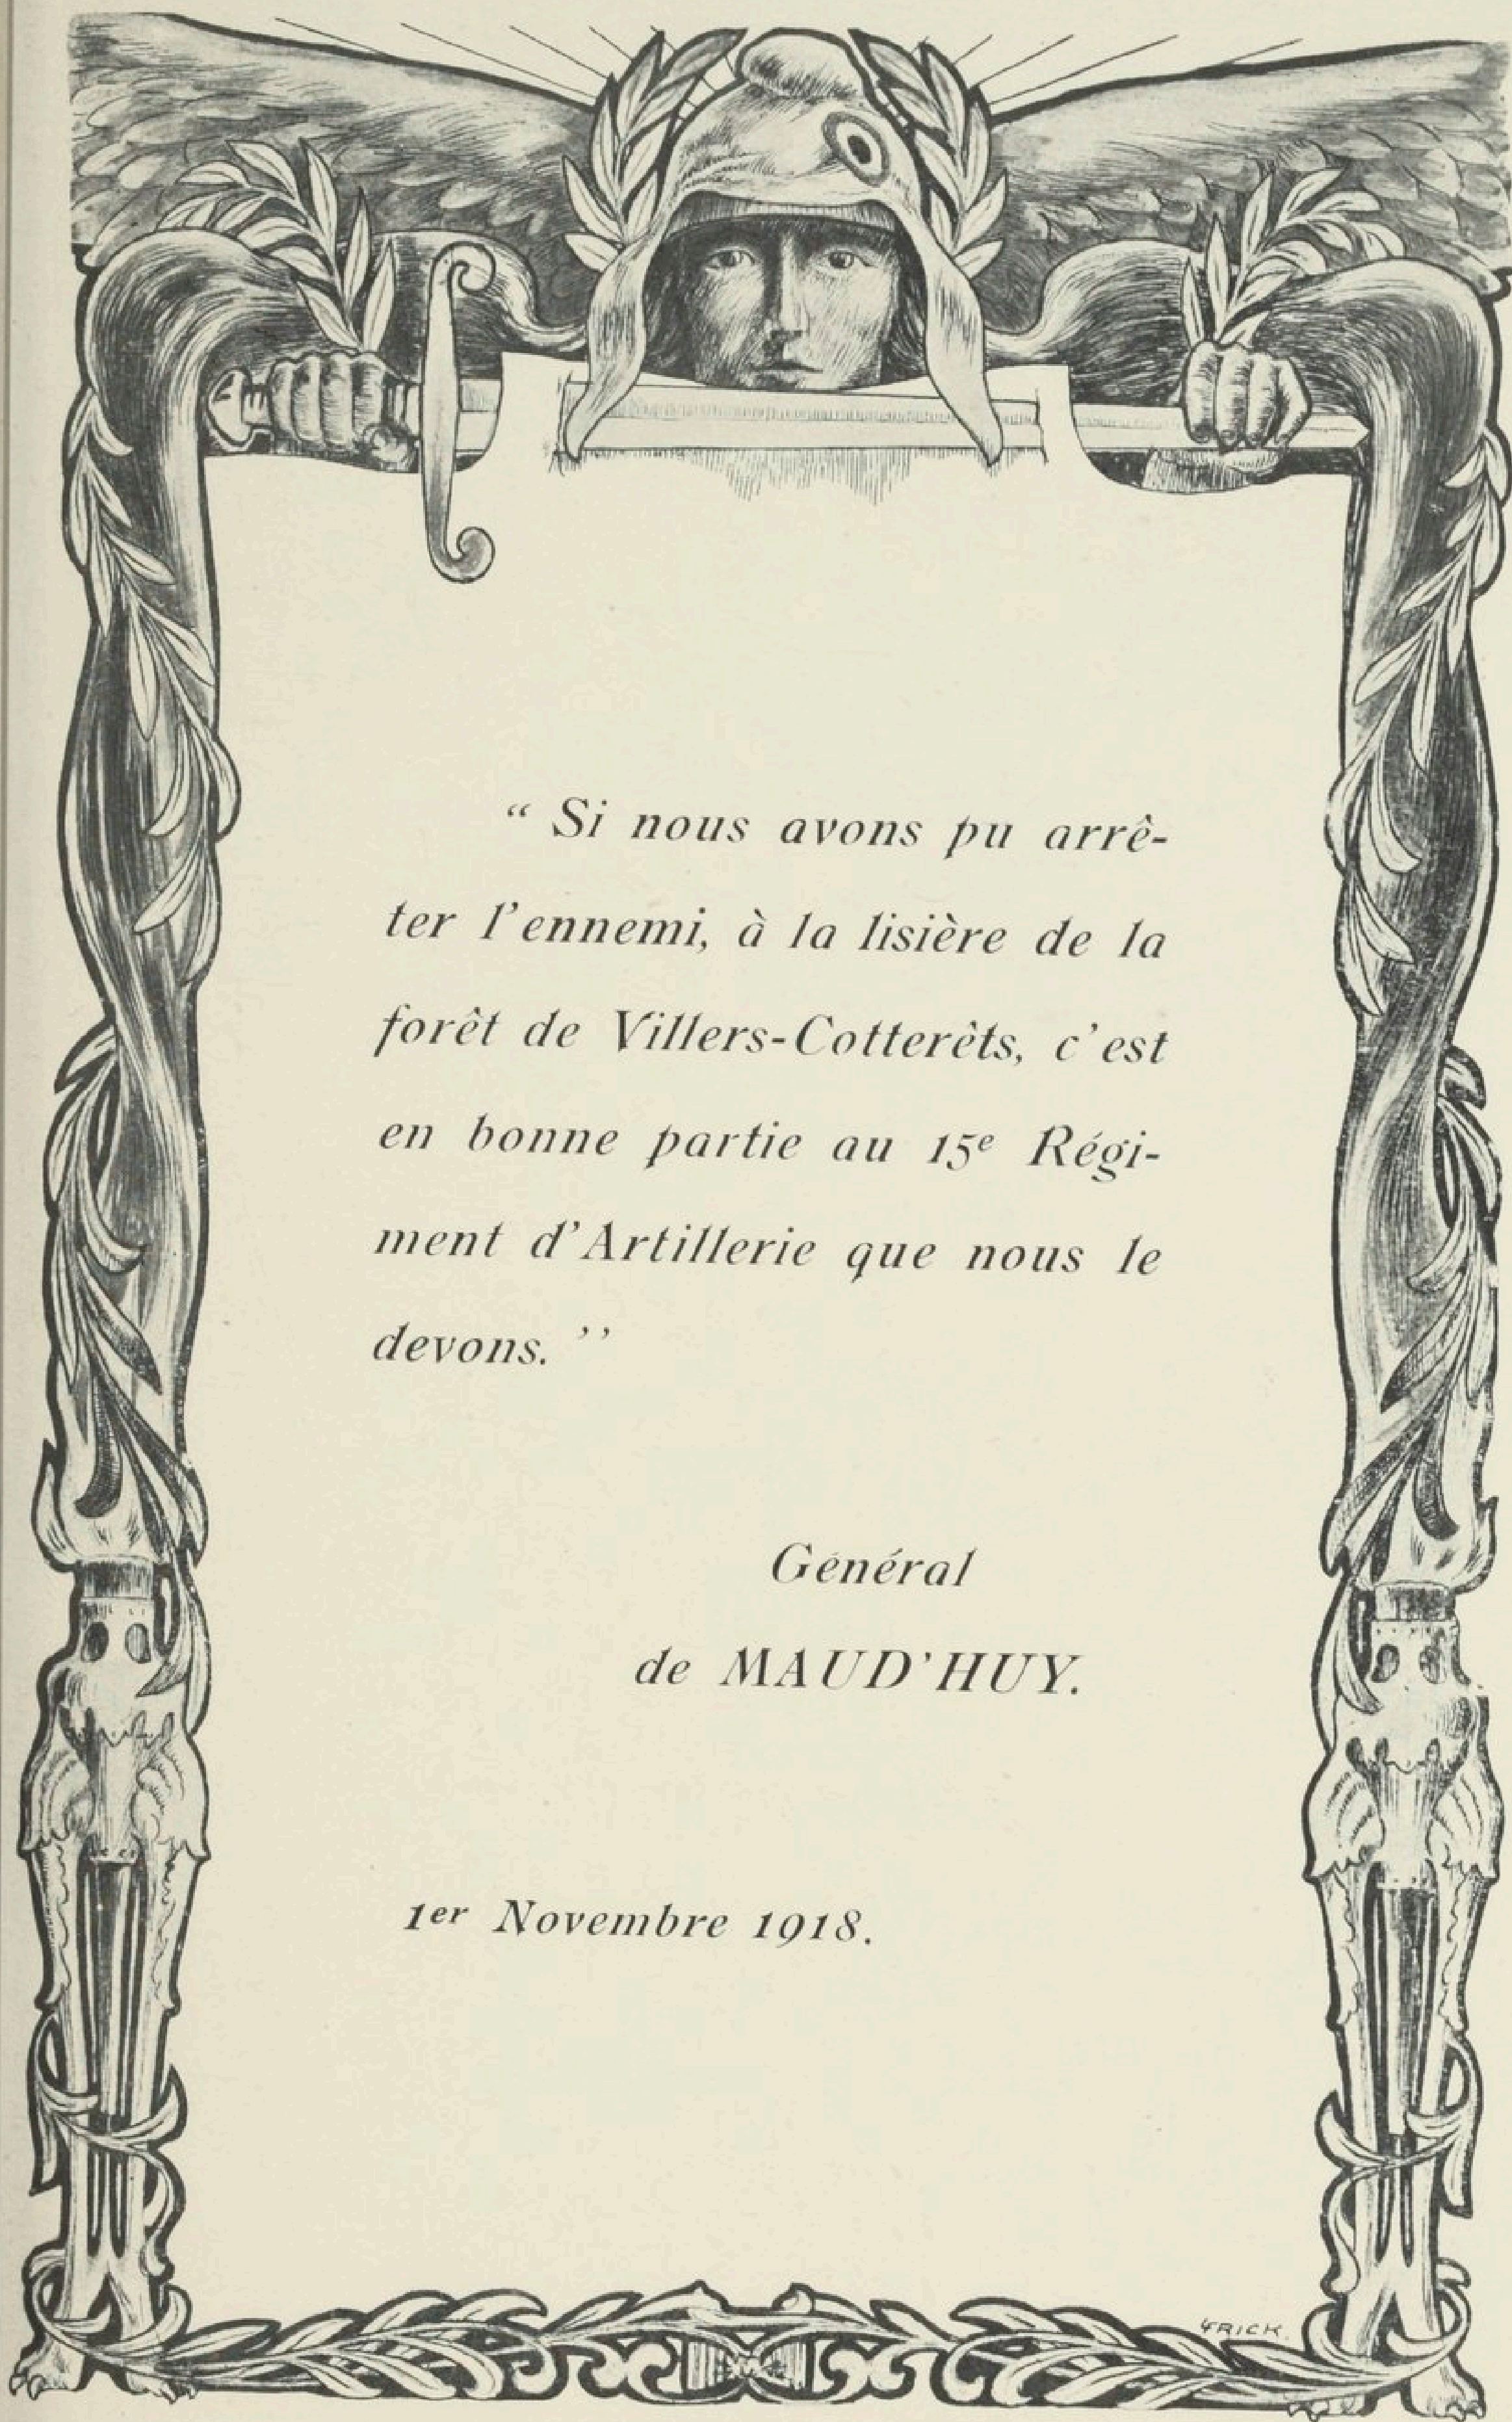 “ Si nous avons pu arrê-
ter l’ennemi, à la lisière de la
forêt de Villers-Cotterêts, c’est
en bonne partie au 15e Régi-
ment d’Artillerie que nous le
devons. ’’
Général
de MAUD’HUY.
1er Novembre 1918.
FRICK.